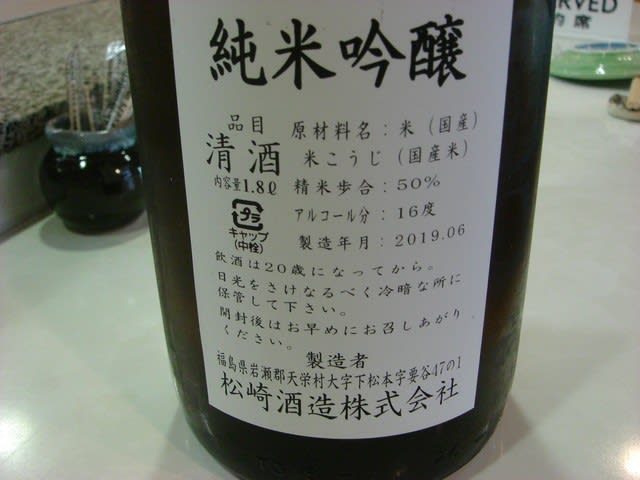 純米吟醸
品目
清酒
内容量1.8ℓ
プラ
キャップ
(中栓)
原材料名：米（国産）
米こうじ（国産米）
精米歩合：50％
アルコール分：16度
製造年月：2019.06
飲酒は20歳になってから。
日光をさけなるべく冷暗な所に
保管して下さい。
開封後はお早めにお召しあがり
ください。
製造者
福島県岩瀬郡天栄村大字下松本字要谷47の1
松崎酒造株式会社
RVED
約席